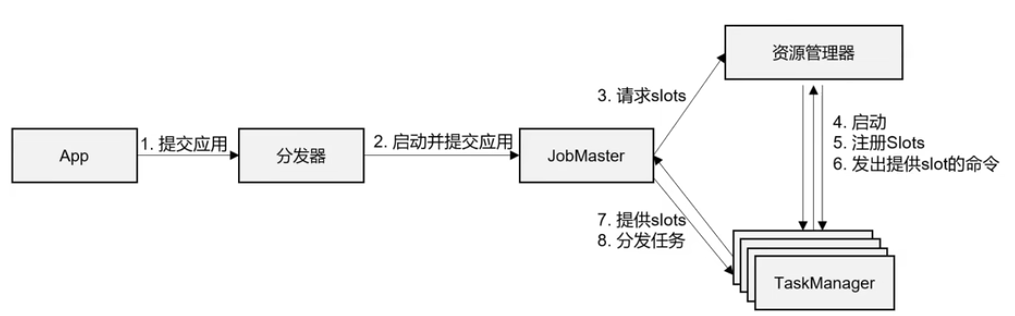 资源管理器
3. 请求slots
App
1. 提交应用
分发器
2. 启动并提交应用
JobMaster
4. 启动
5. 注册Slots
6. 发出提供slot的命令
7. 提供slots
8. 分发任务
TaskManager